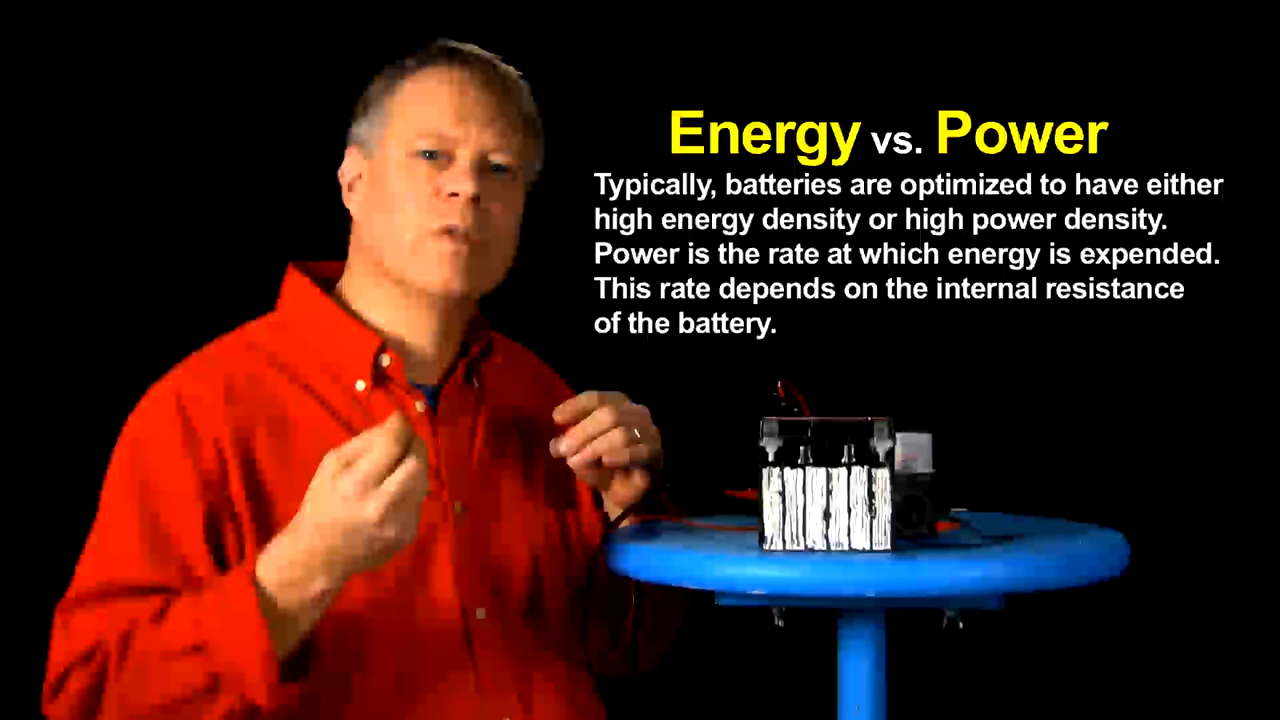 Energy vs. Power
Typically, batteries are optimized to have either
high energy density or high power density.
Power is the rate at which energy is expended.
This rate depends on the internal resistance
of the battery.